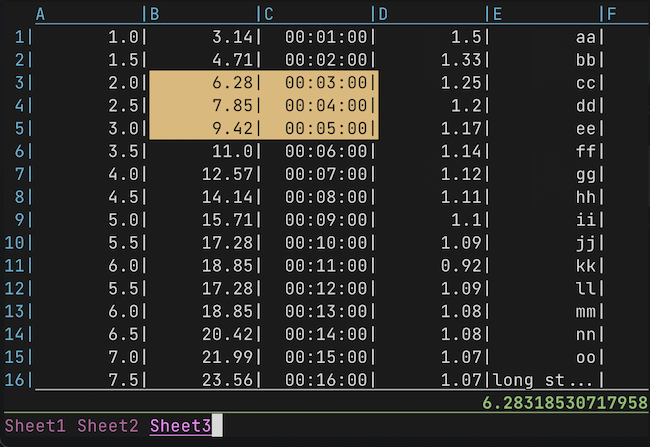 A |B |C |D |E |F
1| 1.0| 3.14| 00:01:00| 1.5| aa|
2| 1.5| 4.71| 00:02:00| 1.33| bb|
3| 2.0| 6.28| 00:03:00| 1.25| cc|
4| 2.5| 7.85| 00:04:00| 1.2| dd|
5| 3.0| 9.42| 00:05:00| 1.17| ee|
6| 3.5| 11.0| 00:06:00| 1.14| ff|
7| 4.0| 12.57| 00:07:00| 1.12| gg|
8| 4.5| 14.14| 00:08:00| 1.11| hh|
9| 5.0| 15.71| 00:09:00| 1.1| ii|
10| 5.5| 17.28| 00:10:00| 1.09| jj|
11| 6.0| 18.85| 00:11:00| 0.92| kk|
12| 5.5| 17.28| 00:12:00| 1.09| ll|
13| 6.0| 18.85| 00:13:00| 1.08| mm|
14| 6.5| 20.42| 00:14:00| 1.08| nn|
15| 7.0| 21.99| 00:15:00| 1.07| oo|
16| 7.5| 23.56| 00:16:00| 1.07|long st...|
6.28318530717958
Sheet1 Sheet2 Sheet3